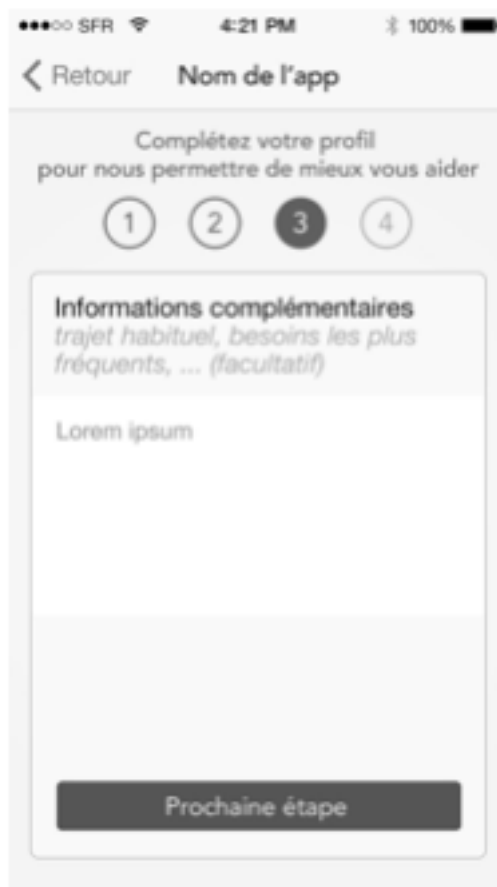 SFR 4:21 PM 100%
Retour Nom de l'app
Complétez votre profil
pour nous permettre de mieux vous aider
1 2 3 4
Informations complémentaires
trajet habituel, besoins les plus
fréquents, ... (facultatif)
Lorem ipsum
Prochaine étape